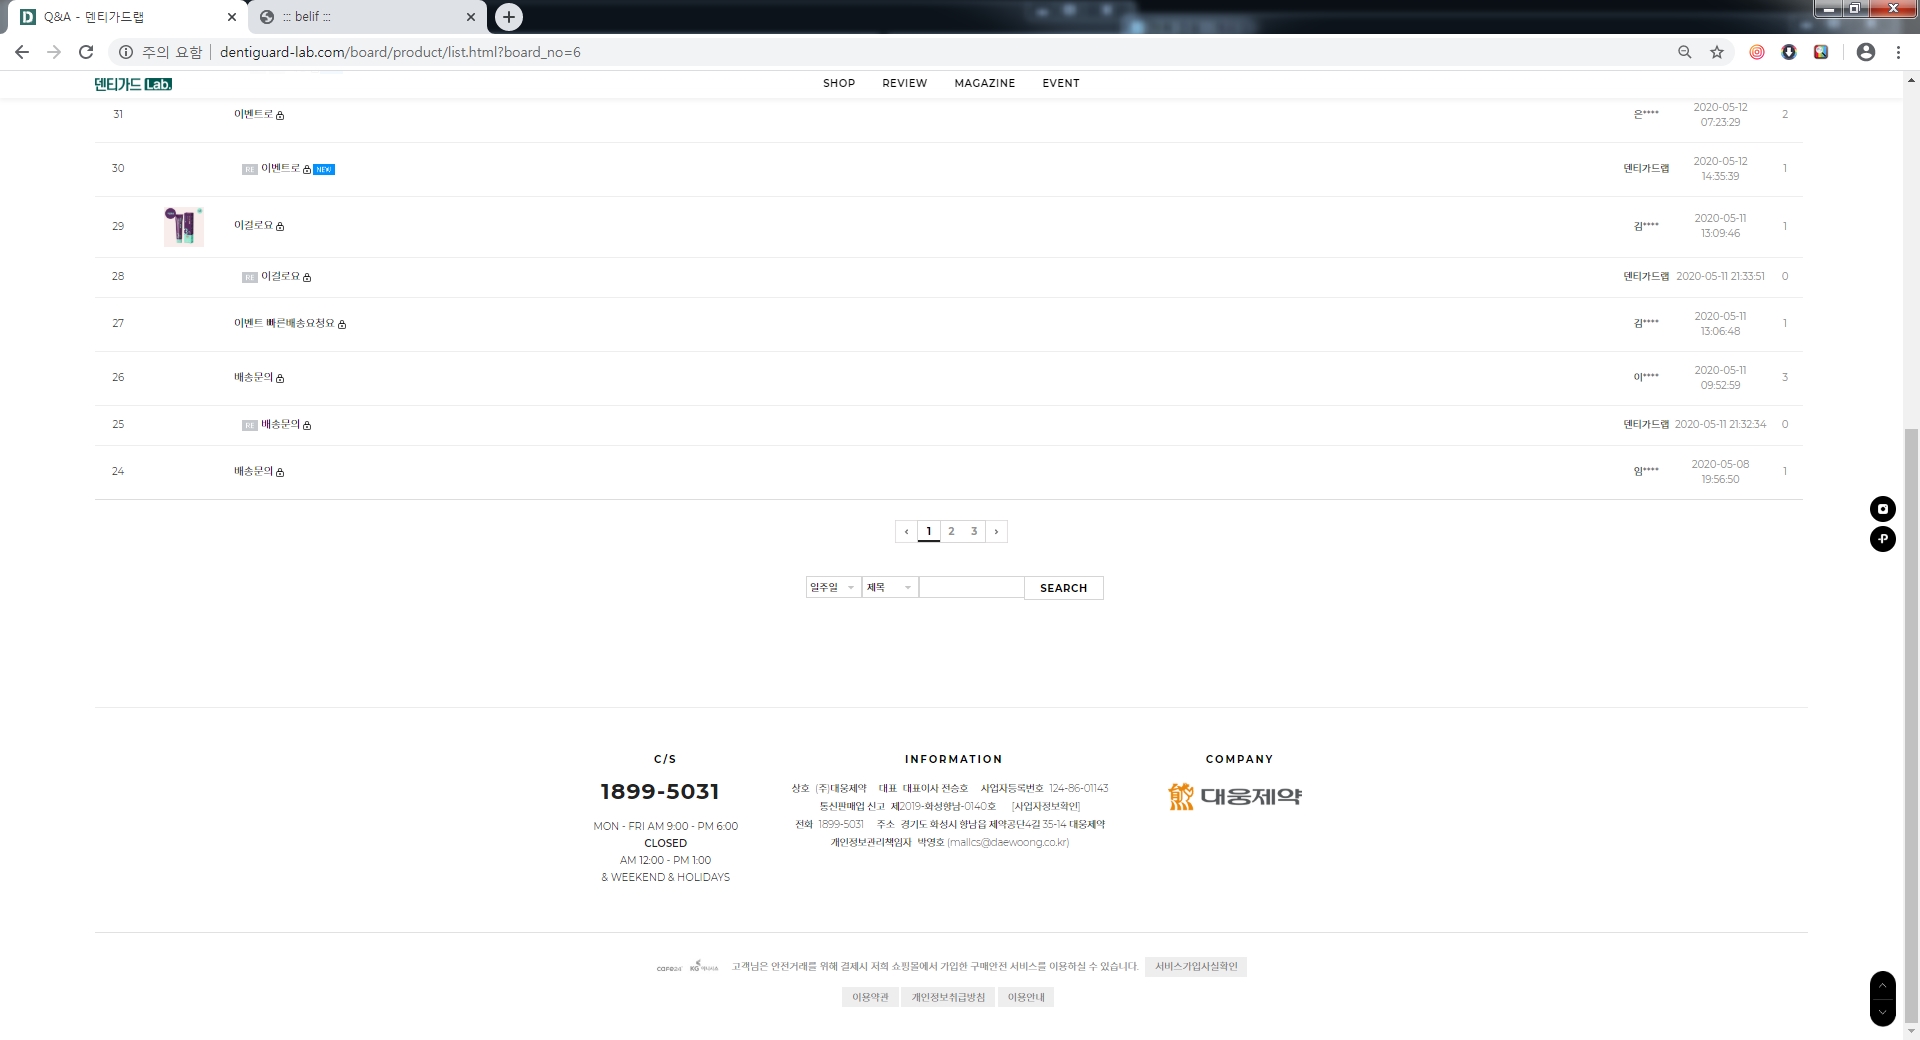 Q&A - 덴티가드랩
::: belif :::
주의 요함 dentiguard-lab.com/board/product/list.html?board_no=6
덴티가드 Lab.
SHOP REVIEW MAGAZINE EVENT
31 이벤트로 은**** 2020-05-12 07:23:29 2
30 RE 이벤트로 NEW 덴티가드랩 2020-05-12 14:35:39 1
29 이걸로요 김**** 2020-05-11 13:09:46 1
28 RE 이걸로요 덴티가드랩 2020-05-11 21:33:51 0
27 이벤트 빠른배송요청요 김**** 2020-05-11 13:06:48 1
26 배송문의 이**** 2020-05-11 09:52:59 3
25 RE 배송문의 덴티가드랩 2020-05-11 21:32:34 0
24 배송문의 임**** 2020-05-08 19:56:50 1
‹ 1 2 3 ›
일주일 제목 SEARCH
C/S
1899-5031
MON - FRI AM 9:00 - PM 6:00
CLOSED
AM 12:00 - PM 1:00
& WEEKEND & HOLIDAYS
INFORMATION
상호 (주)대웅제약 대표 대표이사 전승호 사업자등록번호 124-86-01143
통신판매업 신고 제2019-화성향남-0140호 [사업자정보확인]
전화 1899-5031 주소 경기도 화성시 향남읍 제약공단4길 35-14 대웅제약
개인정보관리책임자 박영호 (mallcs@daewoong.co.kr)
COMPANY
대웅제약
cafe24 KG 이니시스 고객님은 안전거래를 위해 결제시 저희 쇼핑몰에서 가입한 구매안전 서비스를 이용하실 수 있습니다. 서비스가입사실확인
이용약관 개인정보취급방침 이용안내